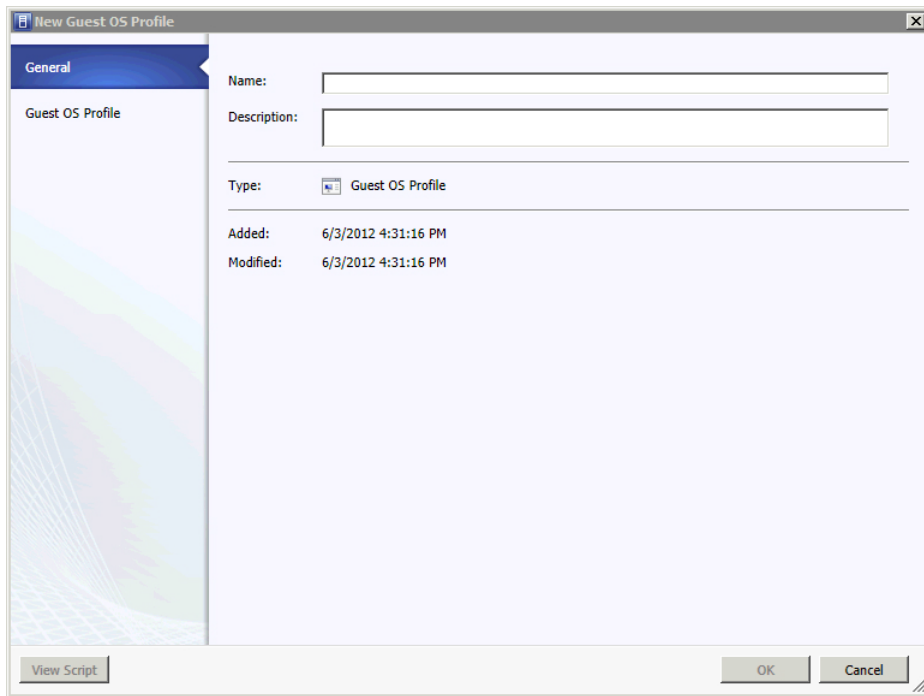 New Guest OS Profile
General
Guest OS Profile
Name:
Description:
Type: Guest OS Profile
Added: 6/3/2012 4:31:16 PM
Modified: 6/3/2012 4:31:16 PM
View Script OK Cancel